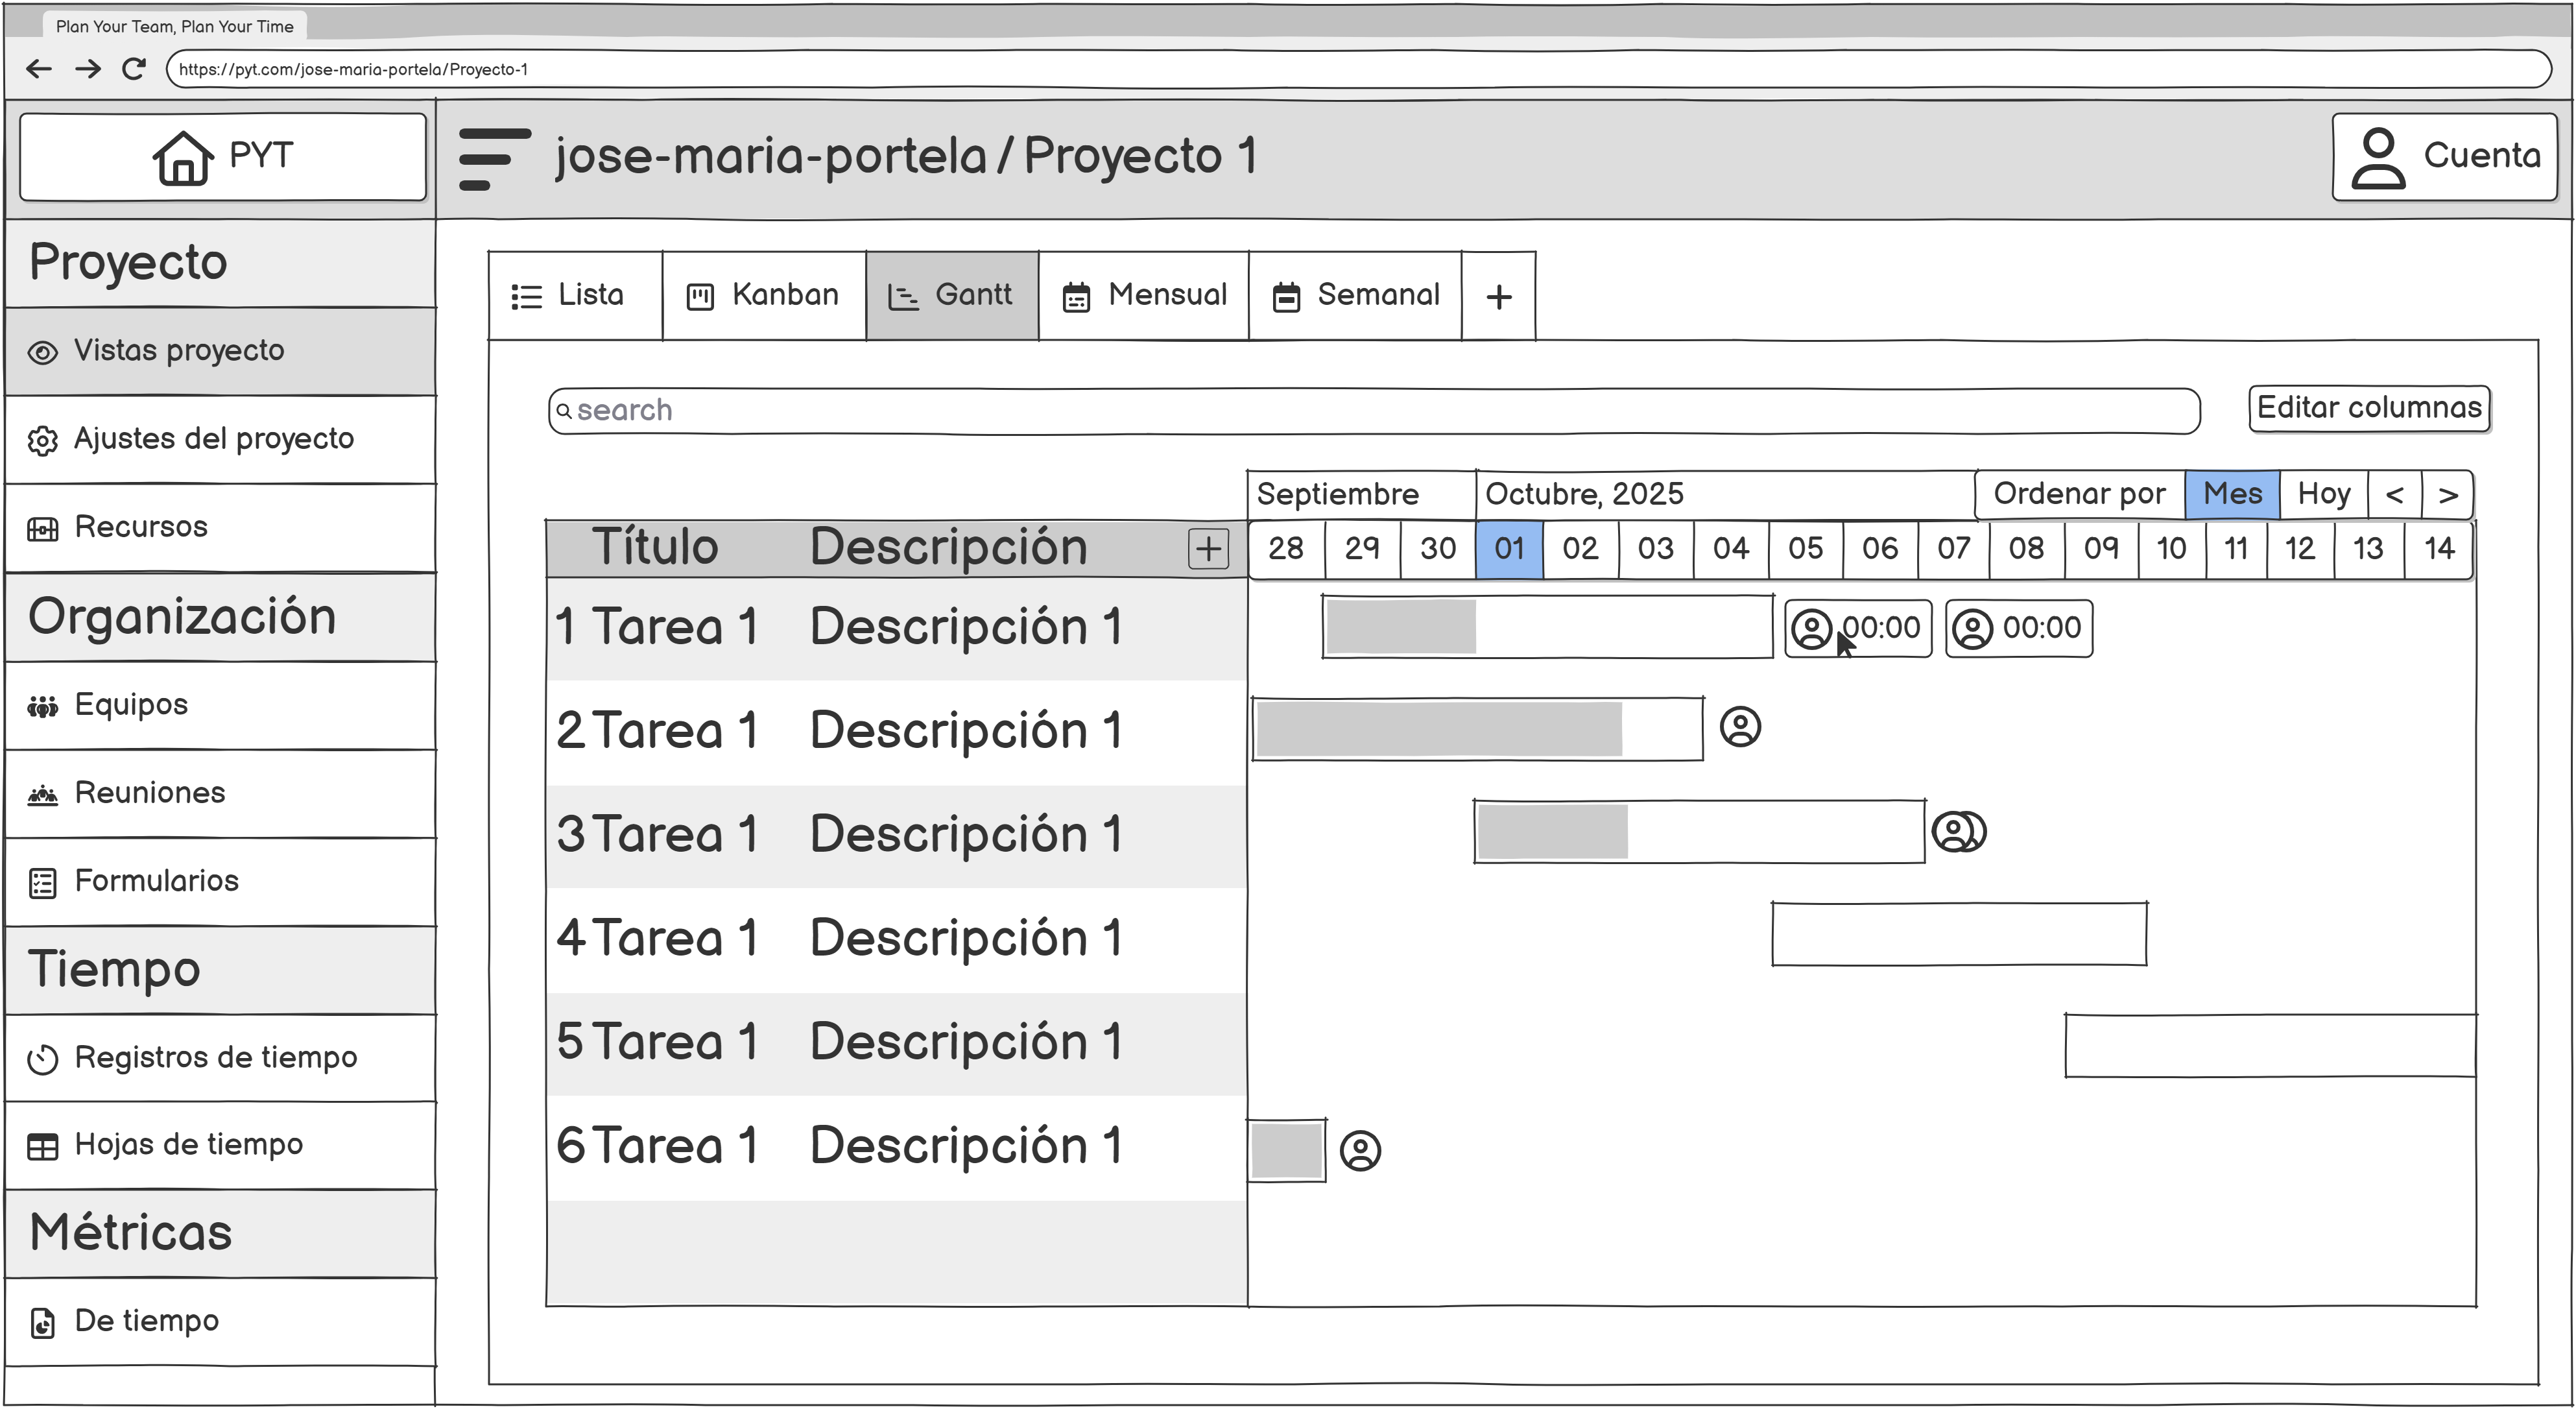 Plan Your Team, Plan Your Time
https://pyt.com/jose-maria-portela/Proyecto-1
PYT
jose-maria-portela / Proyecto 1
Cuenta
Proyecto
Vistas proyecto
Ajustes del proyecto
Recursos
Organización
Equipos
Reuniones
Formularios
Tiempo
Registros de tiempo
Hojas de tiempo
Métricas
De tiempo
Lista Kanban Gantt Mensual Semanal +
search
Editar columnas
Septiembre Octubre, 2025 Ordenar por Mes Hoy < >
Título Descripción + 28 29 30 01 02 03 04 05 06 07 08 09 10 11 12 13 14
1 Tarea 1 Descripción 1 00:00 00:00
2 Tarea 1 Descripción 1
3 Tarea 1 Descripción 1
4 Tarea 1 Descripción 1
5 Tarea 1 Descripción 1
6 Tarea 1 Descripción 1